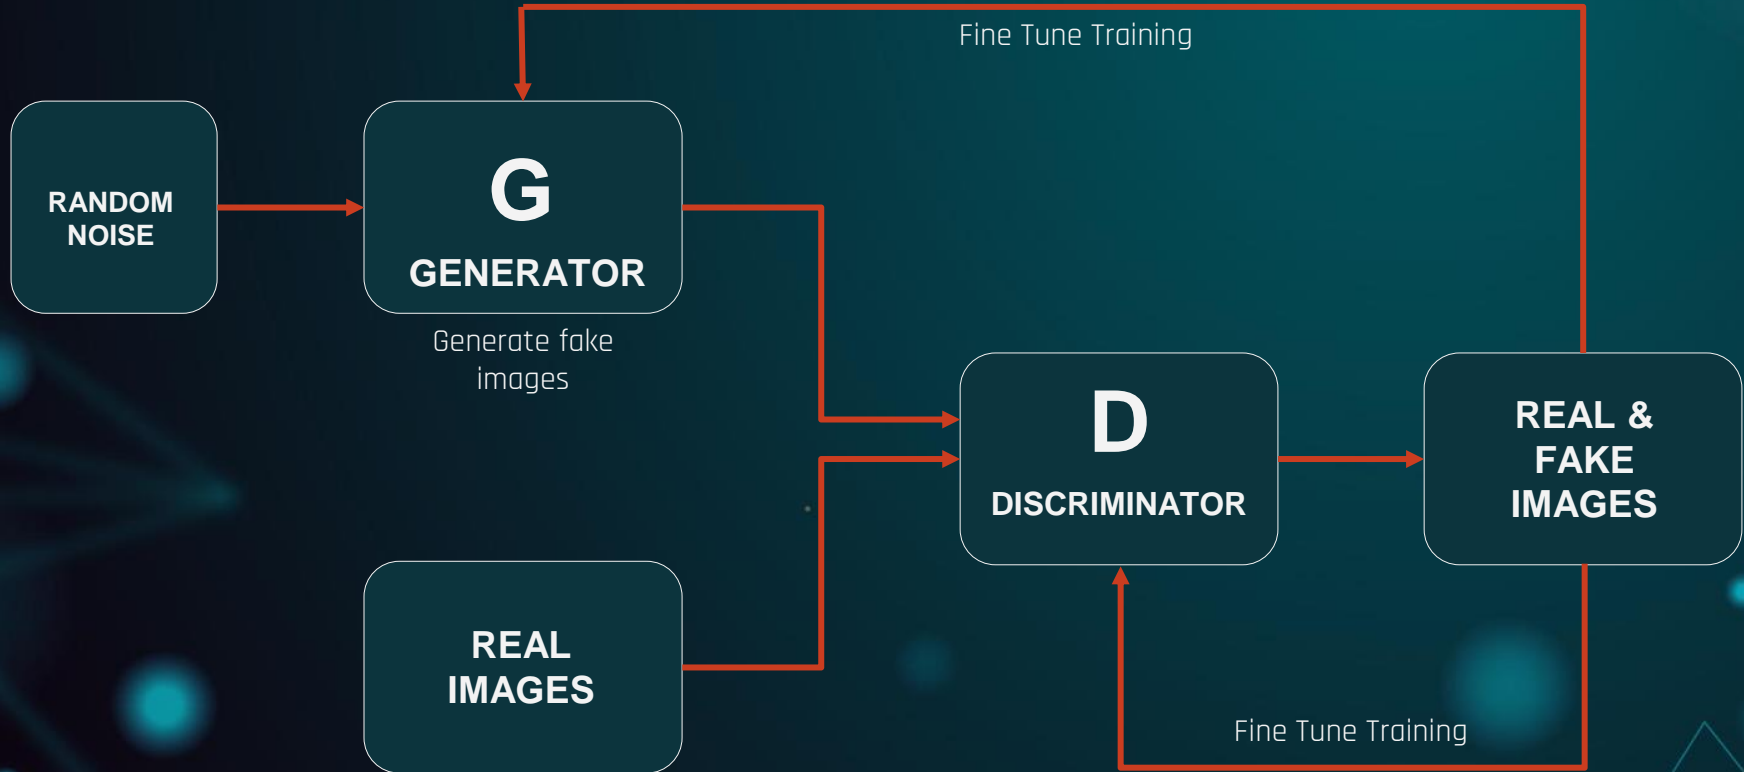 Fine Tune Training
RANDOM
NOISE
G
GENERATOR
Generate fake
images
D
DISCRIMINATOR
REAL &
FAKE
IMAGES
REAL
IMAGES
Fine Tune Training